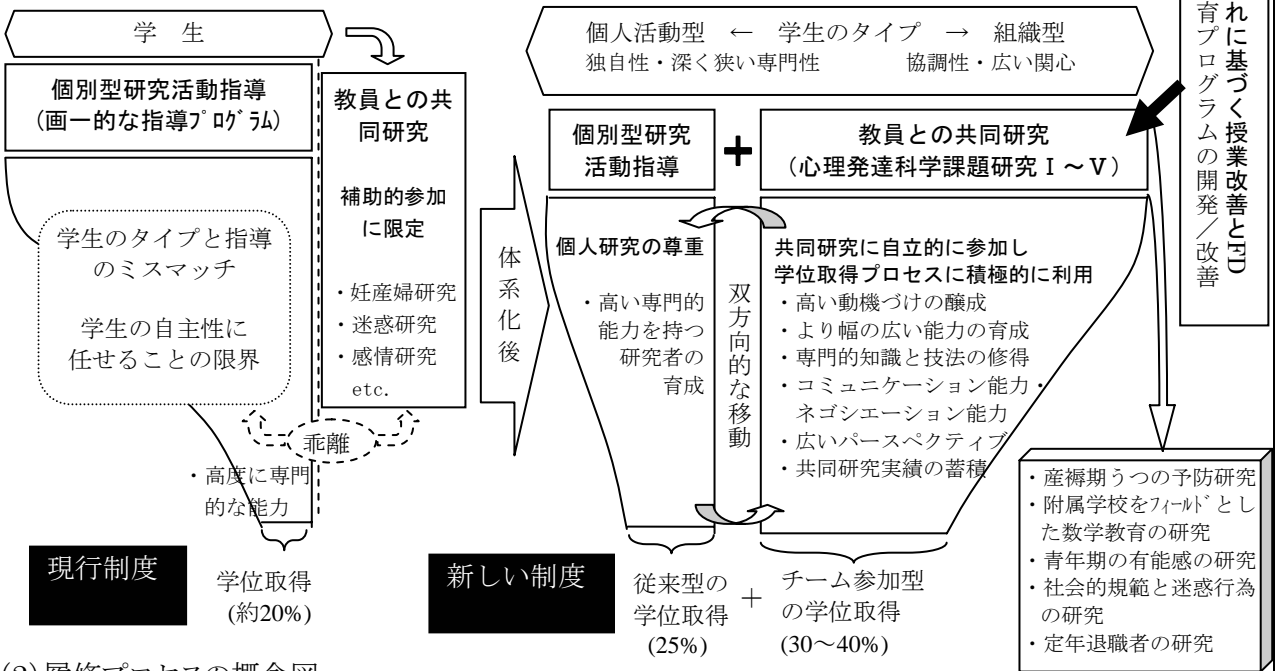 学 生
個別型研究活動指導
(画一的な指導プログラム)
教員との共
同研究
補助的参加
に限定
・妊産婦研究
・迷惑研究
・感情研究
etc.
学生のタイプと指導
のミスマッチ
学生の自主性に
任せることの限界
乖離
・高度に専門
的な能力
現行制度
学位取得
(約20%)
体系化後
個人活動型 ← 学生のタイプ → 組織型
独自性・深く狭い専門性 協調性・広い関心
個別型研究
活動指導
+
教員との共同研究
(心理発達科学課題研究Ⅰ~Ⅴ)
個人研究の尊重
・高い専門的
能力を持つ
研究者の
育成
双方向的な移動
共同研究に自立的に参加し
学位取得プロセスに積極的に利用
・高い動機づけの醸成
・より幅の広い能力の育成
・専門的知識と技法の修得
・コミュニケーション能力・
ネゴシエーション能力
・広いパースペクティブ
・共同研究実績の蓄積
新しい制度
従来型の
学位取得
(25%)
+
チーム参加型
の学位取得
(30~40%)
れに基づく授業改善とFD
育プログラムの開発/改善
・産褥期うつの予防研究
・附属学校をフィールドとし
た数学教育の研究
・青年期の有能感の研究
・社会的規範と迷惑行為
の研究
・定年退職者の研究